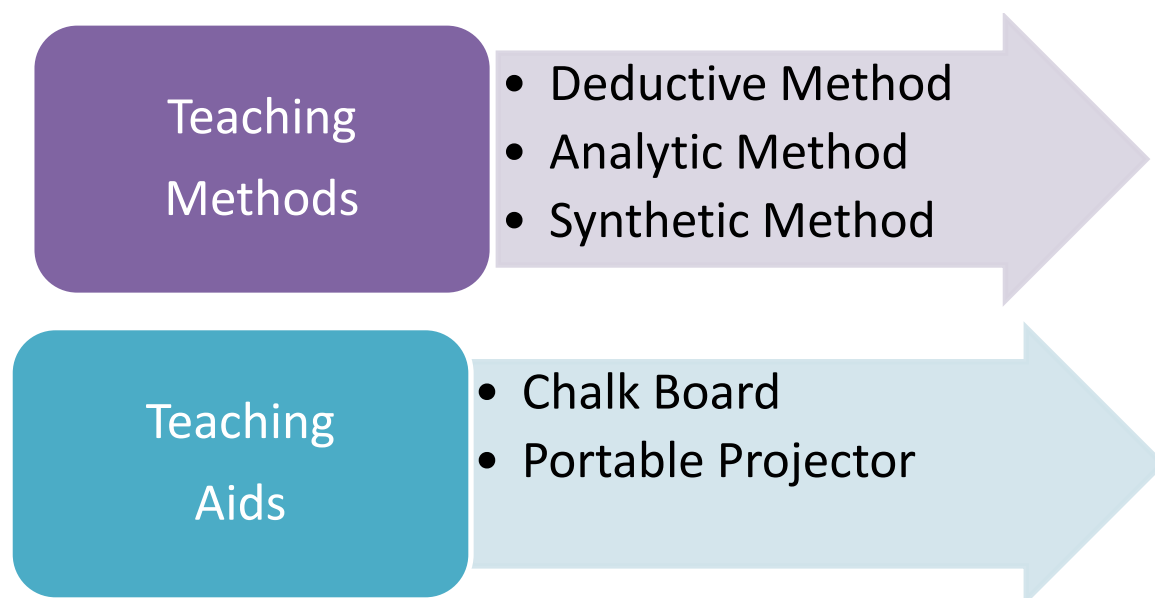 Teaching
Methods
• Deductive Method
• Analytic Method
• Synthetic Method
Teaching
Aids
• Chalk Board
• Portable Projector